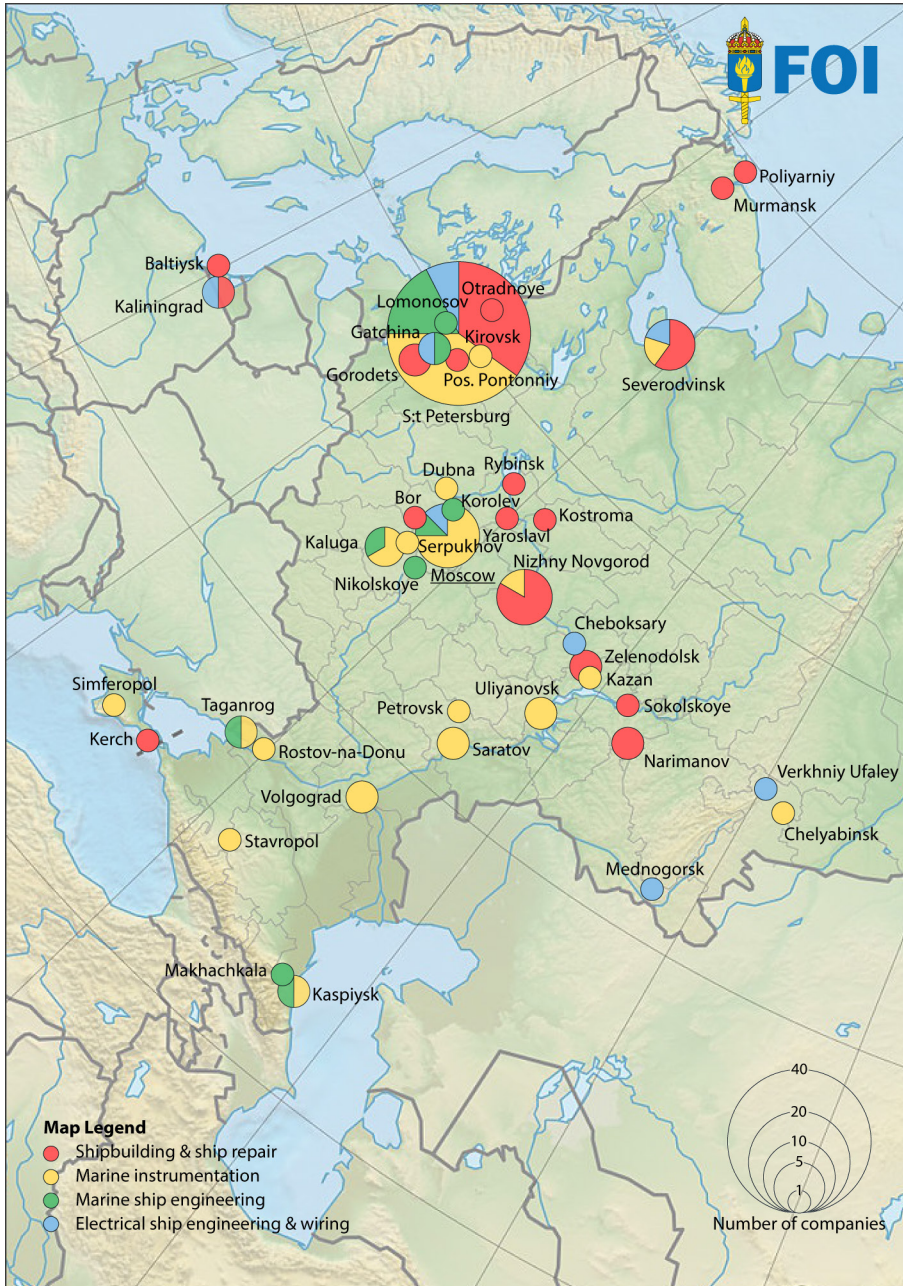 FOI
Poliyarniy
Murmansk
Baltiysk
Kaliningrad
Otradnoye
Lomonosov
Gatchina
Kirovsk
Gorodets
Pos. Pontonniy
S:t Petersburg
Severodvinsk
Dubna
Rybinsk
Bor
Korolev
Kostroma
Yaroslavl
Kaluga
Serpukhov
Nizhny Novgorod
Nikolskoye
Moscow
Cheboksary
Zelenodolsk
Kazan
Simferopol
Uliyanovsk
Taganrog
Petrovsk
Sokolskoye
Kerch
Rostov-na-Donu
Saratov
Narimanov
Verkhniy Ufaley
Volgograd
Chelyabinsk
Stavropol
Mednogorsk
Makhachkala
Kaspiysk
Map Legend
Shipbuilding & ship repair
Marine instrumentation
Marine ship engineering
Electrical ship engineering & wiring
40
20
10
5
1
Number of companies